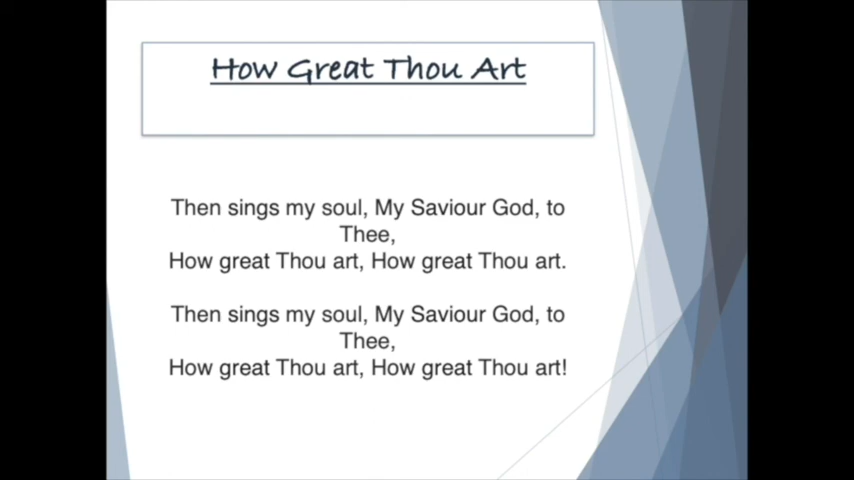 How Great Thou Art
Then sings my soul, My Saviour God, to
Thee,
How great Thou art, How great Thou art.
Then sings my soul, My Saviour God, to
Thee,
How great Thou art, How great Thou art!